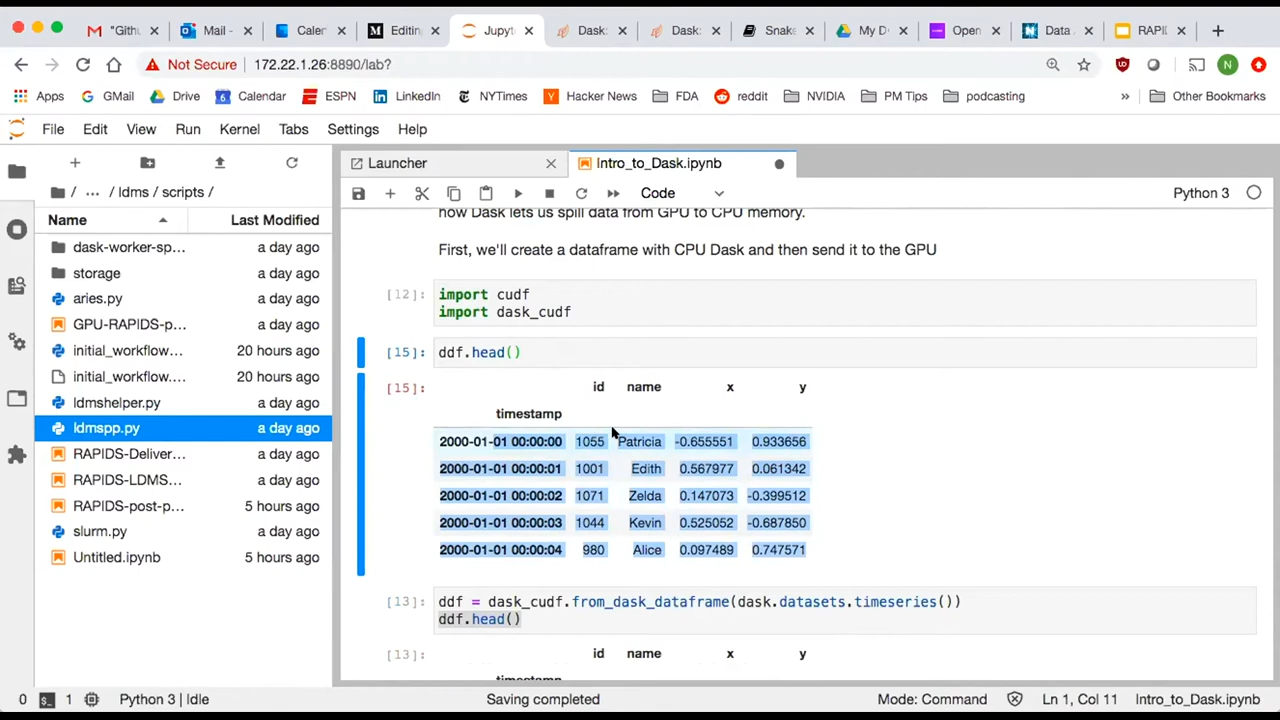 "Githu
Mail -
Caler
Editin
Jupyt
Dask:
Dask:
Snake
My D
Open
Data
RAPID
Not Secure
172.22.1.26:8890/lab?
Apps
GMail
Drive
Calendar
ESPN
LinkedIn
NYTimes
Hacker News
FDA
reddit
NVIDIA
PM Tips
podcasting
»
Other Bookmarks
File Edit View Run Kernel Tabs Settings Help
/ ... / ldms / scripts /
Name Last Modified
dask-worker-sp... a day ago
storage a day ago
aries.py a day ago
GPU-RAPIDS-p... a day ago
initial_workflow... 20 hours ago
initial_workflow.... 20 hours ago
ldmshelper.py a day ago
ldmspp.py a day ago
RAPIDS-Deliver... a day ago
RAPIDS-LDMS... a day ago
RAPIDS-post-p... 5 hours ago
slurm.py a day ago
Untitled.ipynb 5 hours ago
Launcher
Intro_to_Dask.ipynb
Code
Python 3
how Dask lets us spill data from GPU to CPU memory.
First, we'll create a dataframe with CPU Dask and then send it to the GPU
[12]: import cudf
import dask_cudf
[15]: ddf.head()
[15]: id name x y
timestamp
2000-01-01 00:00:00 1055 Patricia -0.655551 0.933656
2000-01-01 00:00:01 1001 Edith 0.567977 0.061342
2000-01-01 00:00:02 1071 Zelda 0.147073 -0.399512
2000-01-01 00:00:03 1044 Kevin 0.525052 -0.687850
2000-01-01 00:00:04 980 Alice 0.097489 0.747571
[13]: ddf = dask_cudf.from_dask_dataframe(dask.datasets.timeseries())
ddf.head()
[13]: id name x y
timestamp
0 1 Python 3 | Idle Saving completed Mode: Command Ln 1, Col 11 Intro_to_Dask.ipynb